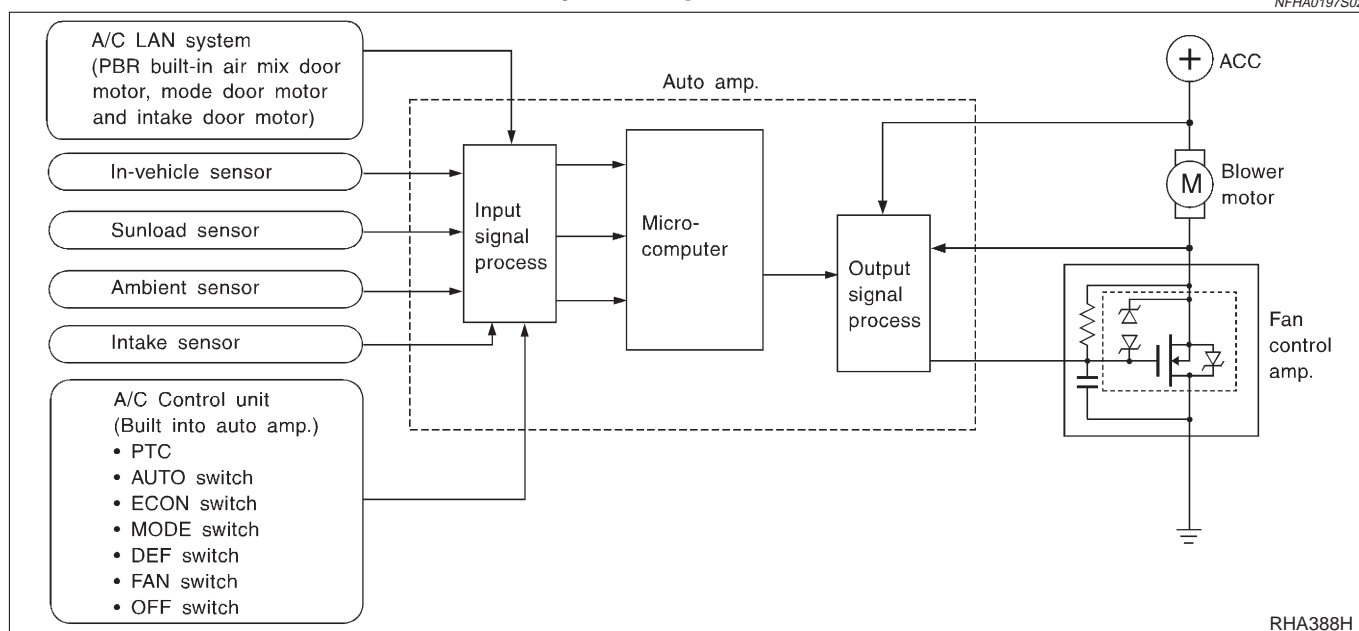 NFHA0197S02
A/C LAN system
(PBR built-in air mix door
motor, mode door motor
and intake door motor)
In-vehicle sensor
Sunload sensor
Ambient sensor
Intake sensor
A/C Control unit
(Built into auto amp.)
• PTC
• AUTO switch
• ECON switch
• MODE switch
• DEF switch
• FAN switch
• OFF switch
Auto amp.
Input
signal
process
Micro-
computer
Output
signal
process
+ ACC
M
Blower
motor
Fan
control
amp.
RHA388H